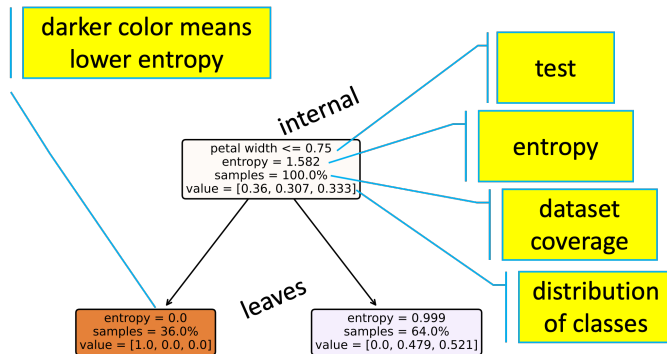 darker color means
lower entropy
test
internal
petal width <= 0.75
entropy = 1.582
samples = 100.0%
value = [0.36, 0.307, 0.333]
entropy
dataset
coverage
distribution
of classes
leaves
entropy = 0.0
samples = 36.0%
value = [1.0, 0.0, 0.0]
entropy = 0.999
samples = 64.0%
value = [0.0, 0.479, 0.521]